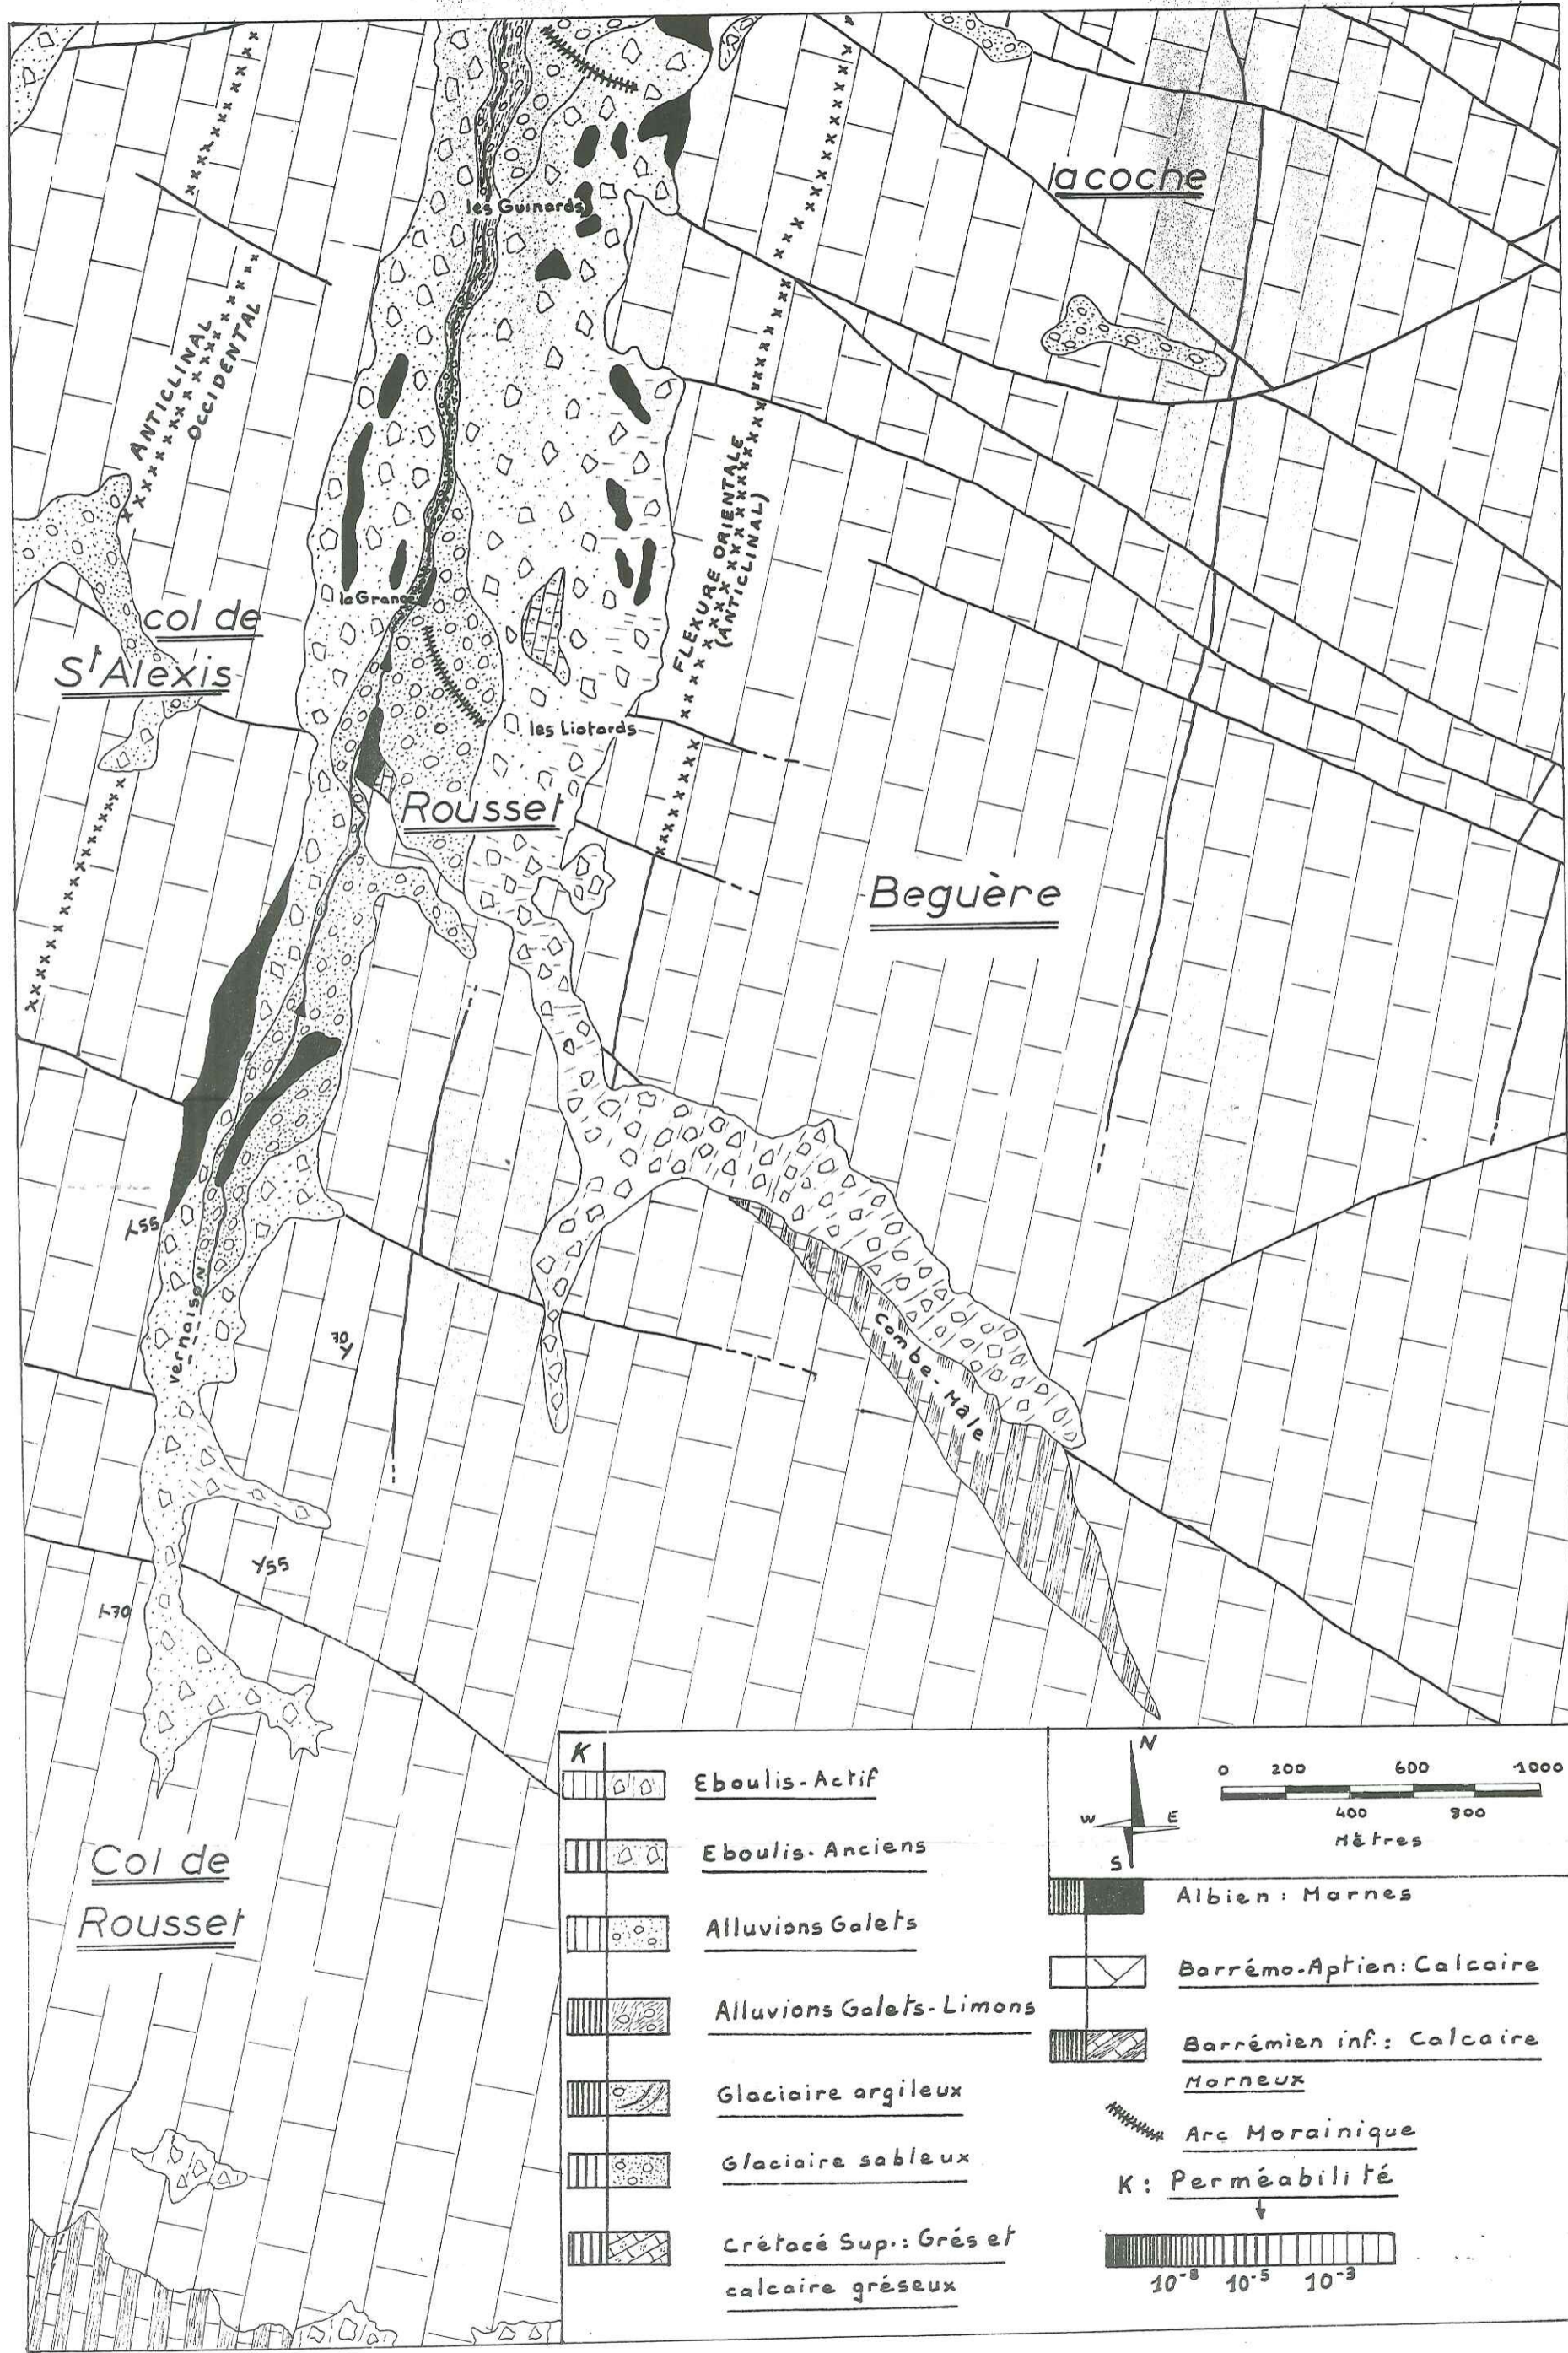 la coche
les Guinards
ANTICLINAL
OCCIDENTAL
FLEXURE ORIENTALE
(ANTICLINAL)
la Grange
col de
St Alexis
les Liotards
Rousset
Beguère
55
vernaison
70
Combe-Mâle
55
70
Col de
Rousset
K
Eboulis-Actif
Eboulis-Anciens
Alluvions Galets
Alluvions Galets-Limons
Glaciaire argileux
Glaciaire sableux
Crétacé Sup.: Grés et
calcaire gréseux
N
W E
S
0 200 600 1000
400 800
Mètres
Albien: Marnes
Barrémo-Aptien: Calcaire
Barrémien inf.: Calcaire
Marneux
Arc Morainique
K: Perméabilité
10-8 10-5 10-3